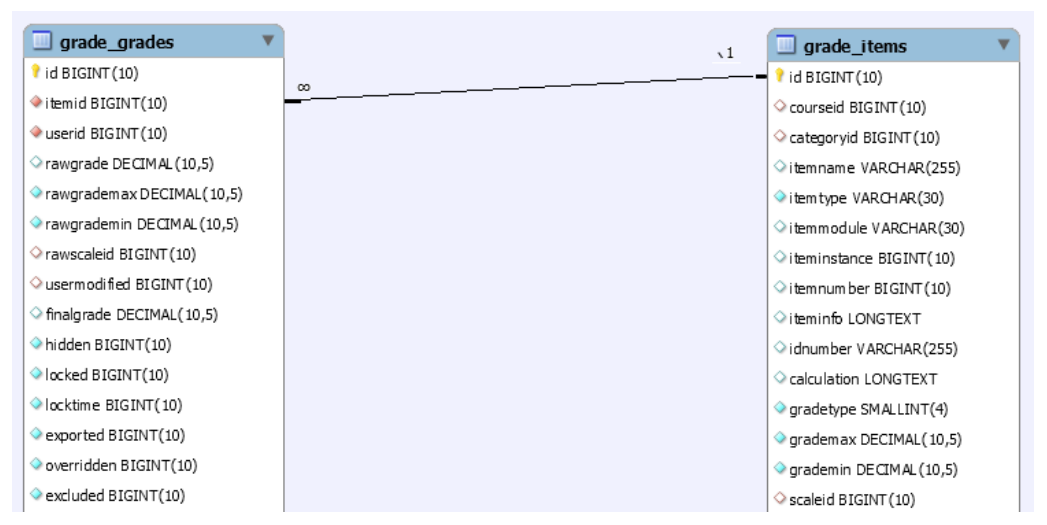 grade_grades
id BIGINT(10)
itemid BIGINT(10)
userid BIGINT(10)
rawgrade DECIMAL(10,5)
rawgrademax DECIMAL(10,5)
rawgrademin DECIMAL(10,5)
rawscaleid BIGINT(10)
usermodified BIGINT(10)
finalgrade DECIMAL(10,5)
hidden BIGINT(10)
locked BIGINT(10)
locktime BIGINT(10)
exported BIGINT(10)
overridden BIGINT(10)
excluded BIGINT(10)
∞
1
grade_items
id BIGINT(10)
courseid BIGINT(10)
categoryid BIGINT(10)
itemname VARCHAR(255)
itemtype VARCHAR(30)
itemmodule VARCHAR(30)
iteminstance BIGINT(10)
itemnumber BIGINT(10)
iteminfo LONGTEXT
idnumber VARCHAR(255)
calculation LONGTEXT
gradetype SMALLINT(4)
grademax DECIMAL(10,5)
grademin DECIMAL(10,5)
scaleid BIGINT(10)